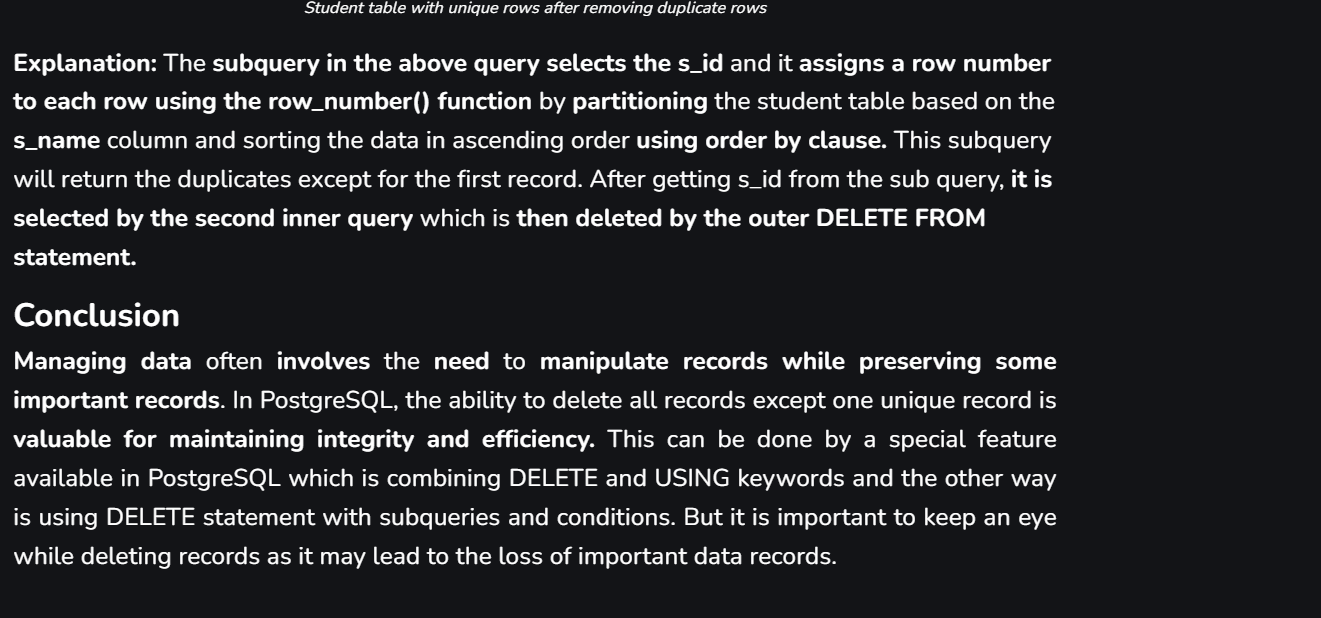 Student table with unique rows after removing duplicate rows
Explanation: The subquery in the above query selects the s_id and it assigns a row number
to each row using the row_number() function by partitioning the student table based on the
s_name column and sorting the data in ascending order using order by clause. This subquery
will return the duplicates except for the first record. After getting s_id from the sub query, it is
selected by the second inner query which is then deleted by the outer DELETE FROM
statement.
Conclusion
Managing data often involves the need to manipulate records while preserving some
important records. In PostgreSQL, the ability to delete all records except one unique record is
valuable for maintaining integrity and efficiency. This can be done by a special feature
available in PostgreSQL which is combining DELETE and USING keywords and the other way
is using DELETE statement with subqueries and conditions. But it is important to keep an eye
while deleting records as it may lead to the loss of important data records.